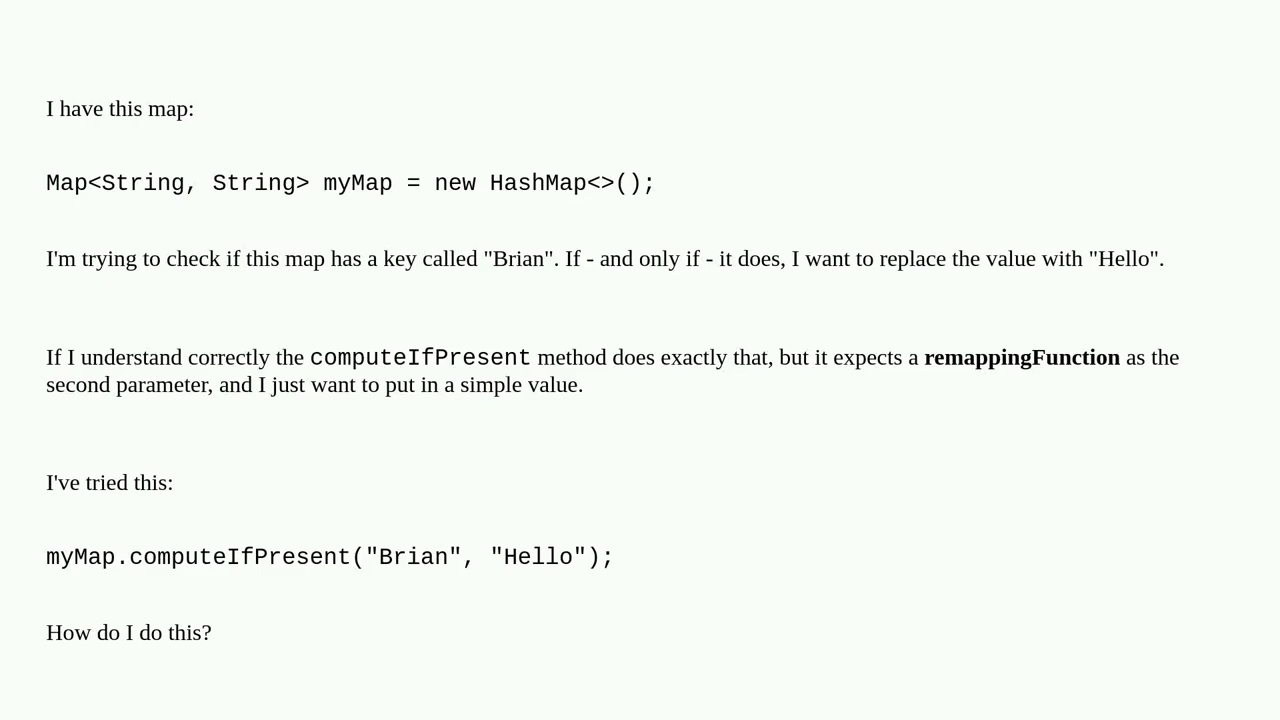 I have this map:
Map<String, String> myMap = new HashMap<>();
I'm trying to check if this map has a key called "Brian". If - and only if - it does, I want to replace the value with "Hello".
If I understand correctly the computeIfPresent method does exactly that, but it expects a remappingFunction as the
second parameter, and I just want to put in a simple value.
I've tried this:
myMap.computeIfPresent("Brian", "Hello");
How do I do this?